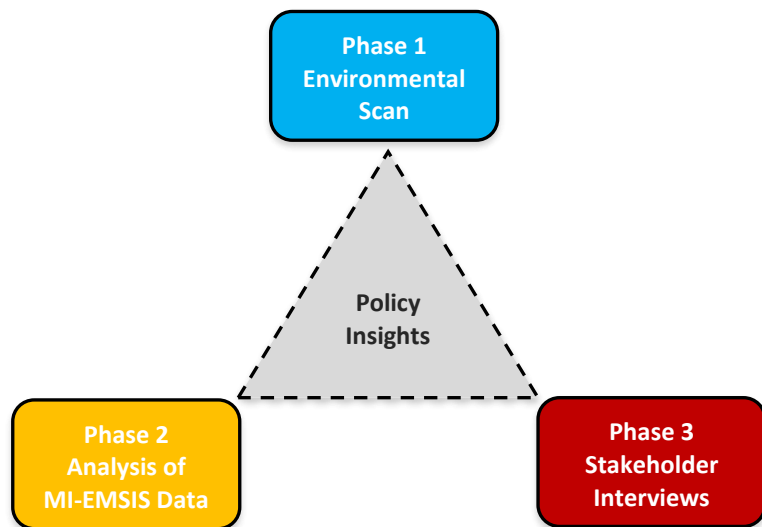 Phase 1
Environmental
Scan
Policy
Insights
Phase 2
Analysis of
MI-EMSIS Data
Phase 3
Stakeholder
Interviews